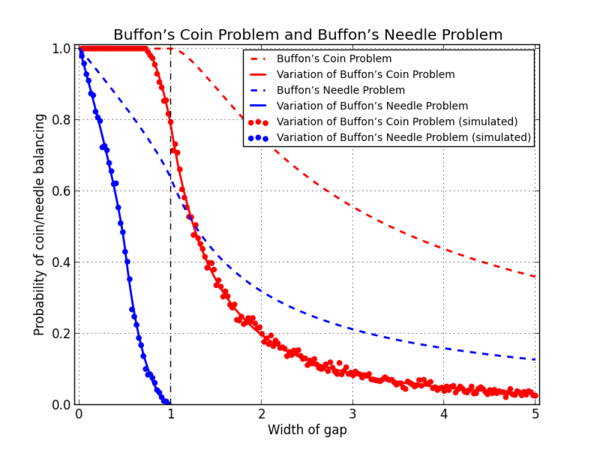 Buffon's Coin Problem and Buffon's Needle Problem
Buffon's Coin Problem
Variation of Buffon's Coin Problem
Buffon's Needle Problem
Variation of Buffon's Needle Problem
Variation of Buffon's Coin Problem (simulated)
Variation of Buffon's Needle Problem (simulated)
Probability of coin/needle balancing
1.0
0.8
0.6
0.4
0.2
0.0
0
1
2
3
4
5
Width of gap